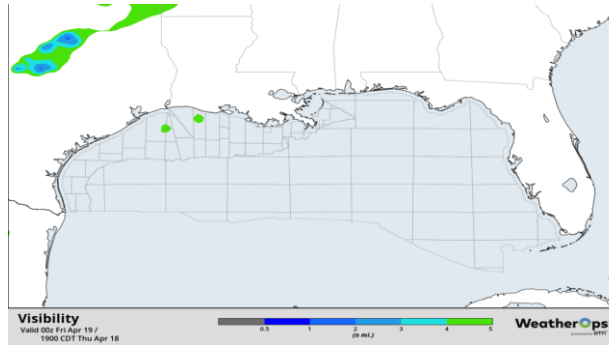 Visibility
Valid 00z Fri Apr 19 /
1900 CDT Thu Apr 18
0.5 1 2 3 4 5
(in mi.)
WeatherOps
powered by DTN